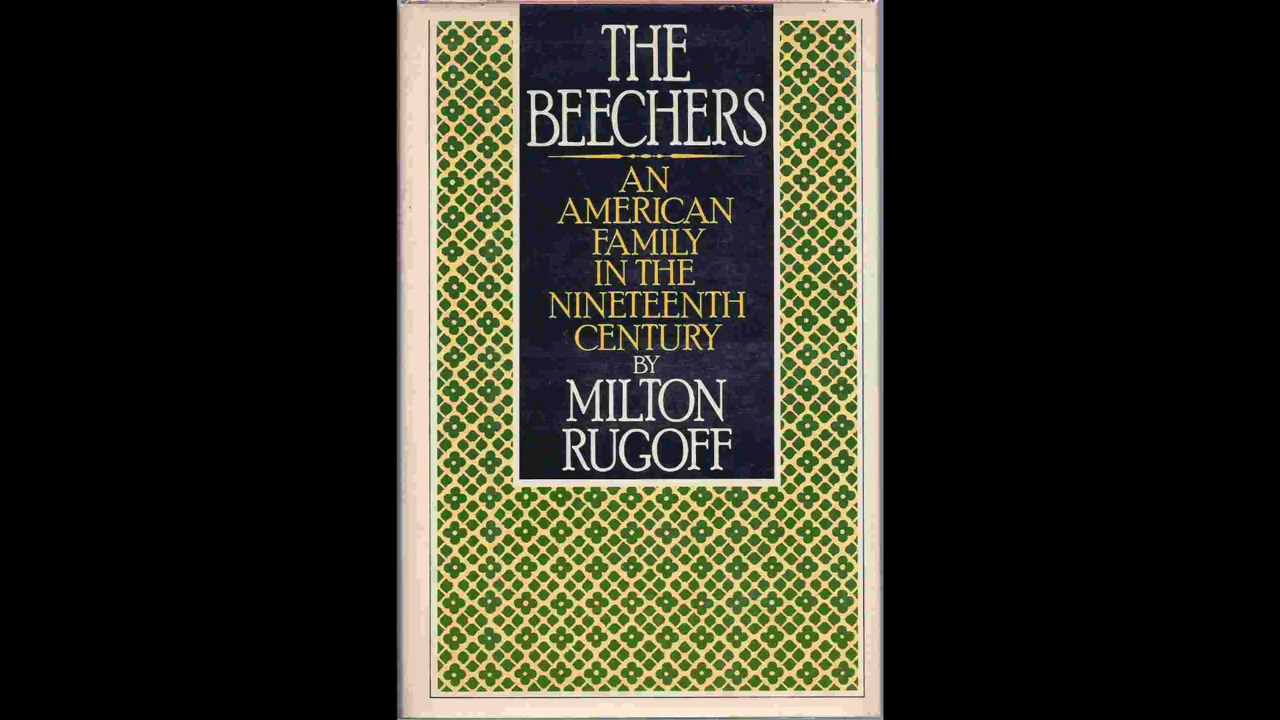 THE
BEECHERS
AN
AMERICAN
FAMILY
IN THE
NINETEENTH
CENTURY
BY
MILTON
RUGOFF